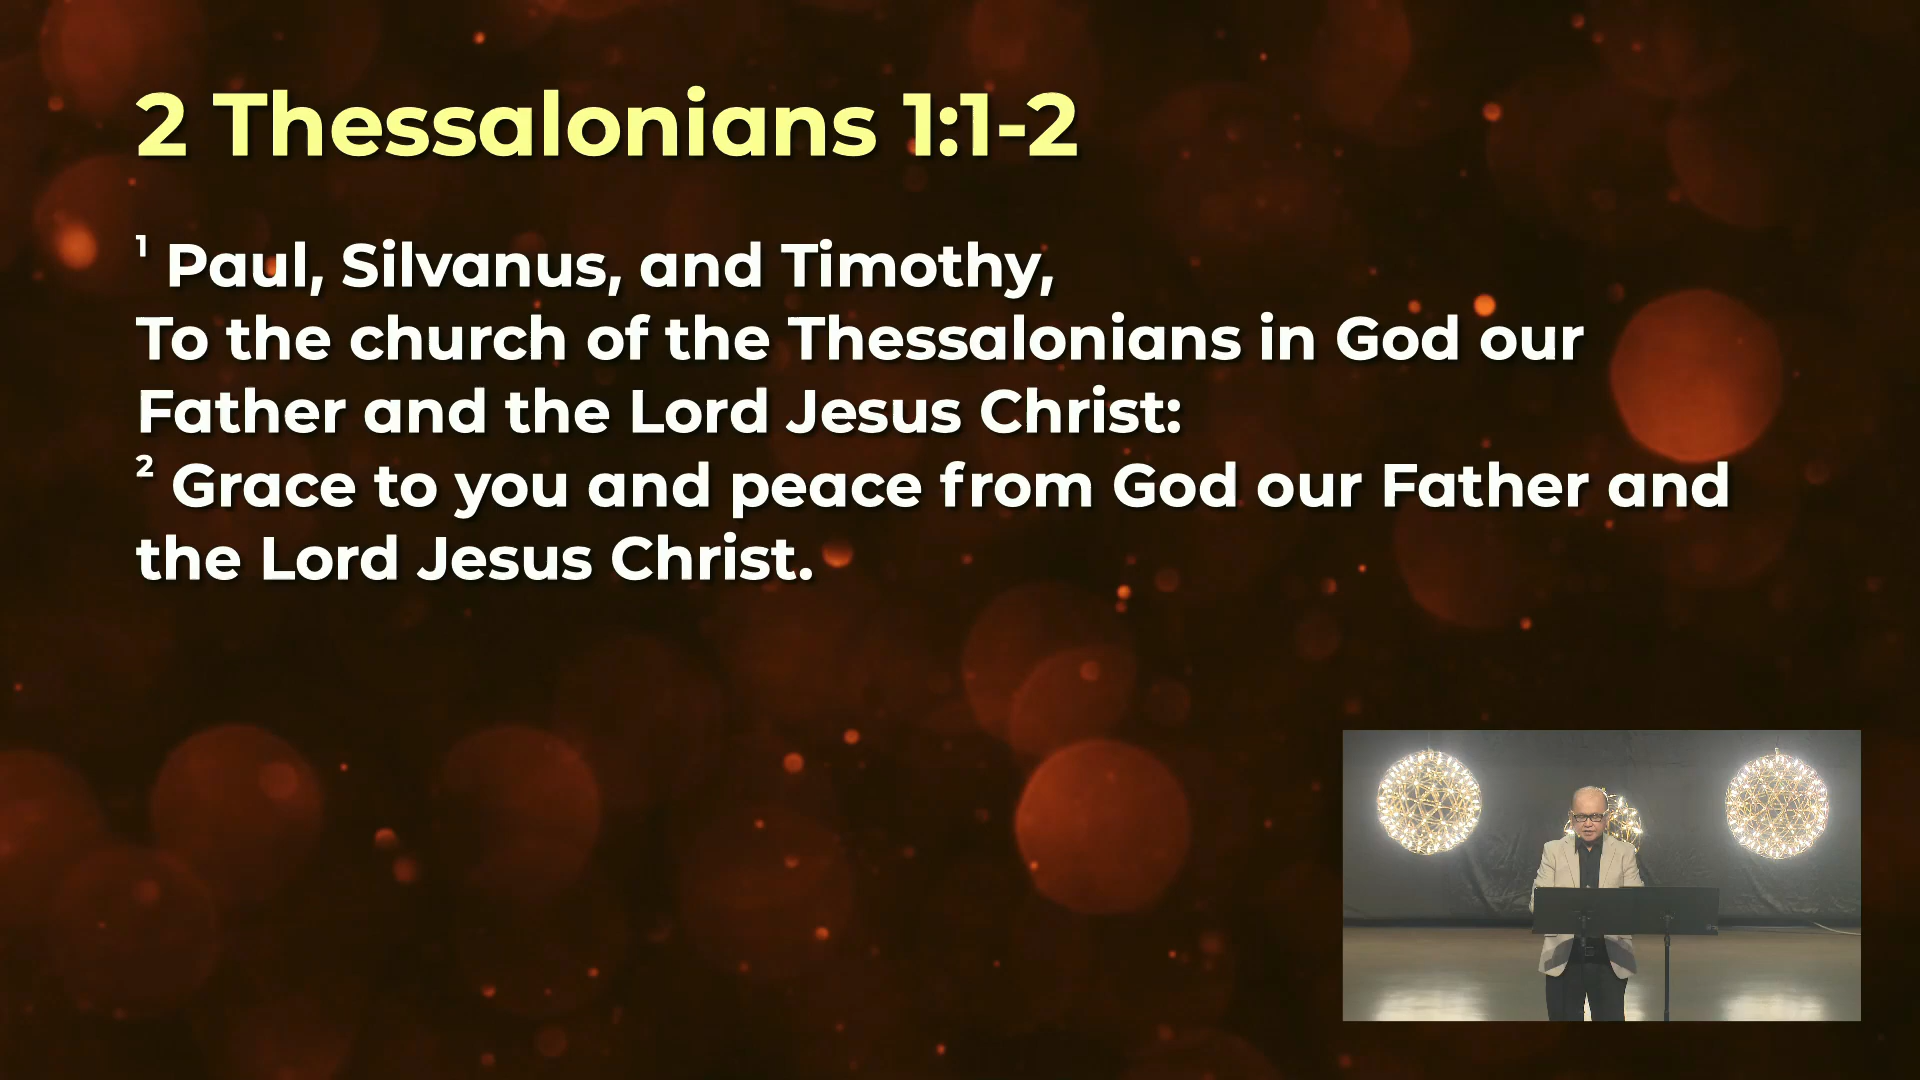 2 Thessalonians 1:1-2
1 Paul, Silvanus, and Timothy,
To the church of the Thessalonians in God our
Father and the Lord Jesus Christ:
2 Grace to you and peace from God our Father and
the Lord Jesus Christ.